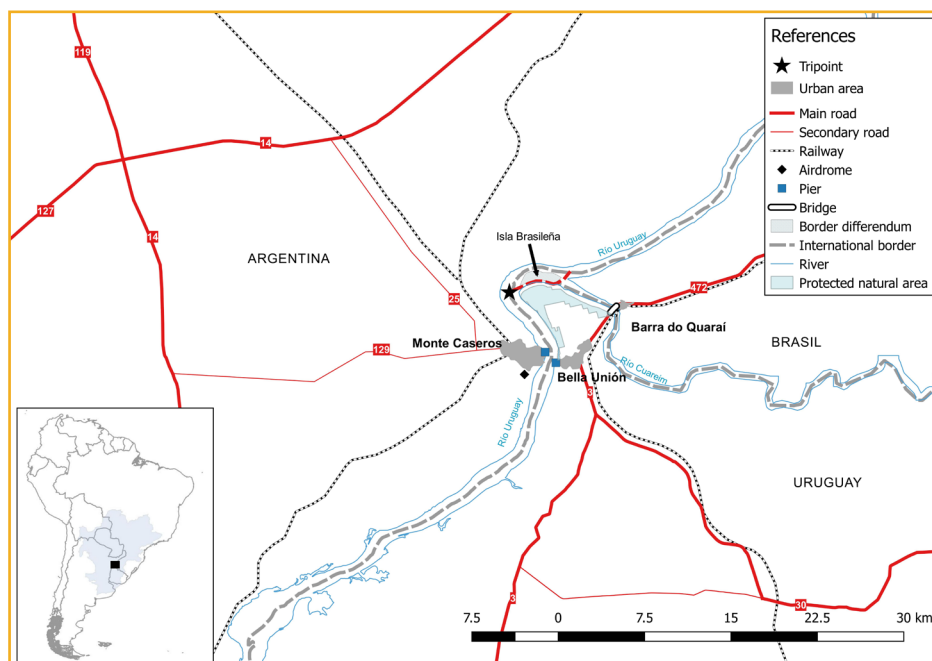 119
14
127
14
ARGENTINA
25
129
Monte Caseros
Isla Brasileña
Río Uruguay
472
Barra do Quaraí
BRASIL
Río Cuareim
Bella Unión
3
Río Uruguay
URUGUAY
3
30
References
Tripoint
Urban area
Main road
Secondary road
Railway
Airdrome
Pier
Bridge
Border differendum
International border
River
Protected natural area
7.5 0 7.5 15 22.5 30 km